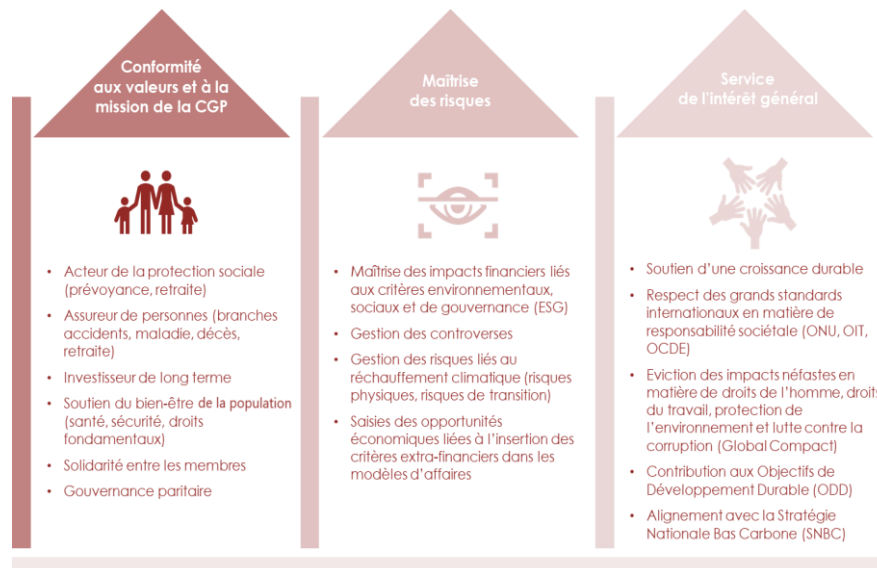 Conformité
aux valeurs et à la
mission de la CGP
• Acteur de la protection sociale
(prévoyance, retraite)
• Assureur de personnes (branches
accidents, maladie, décès,
retraite)
• Investisseur de long terme
• Soutien du bien-être de la population
(santé, sécurité, droits
fondamentaux)
• Solidarité entre les membres
• Gouvernance paritaire
Maîtrise
des risques
• Maîtrise des impacts financiers liés
aux critères environnementaux,
sociaux et de gouvernance (ESG)
• Gestion des controverses
• Gestion des risques liés au
réchauffement climatique (risques
physiques, risques de transition)
• Saisies des opportunités
économiques liées à l'insertion des
critères extra-financiers dans les
modèles d'affaires
Service
de l'intérêt général
• Soutien d'une croissance durable
• Respect des grands standards
internationaux en matière de
responsabilité sociétale (ONU, OIT,
OCDE)
• Eviction des impacts néfastes en
matière de droits de l'homme, droits
du travail, protection de
l'environnement et lutte contre la
corruption (Global Compact)
• Contribution aux Objectifs de
Développement Durable (ODD)
• Alignement avec la Stratégie
Nationale Bas Carbone (SNBC)